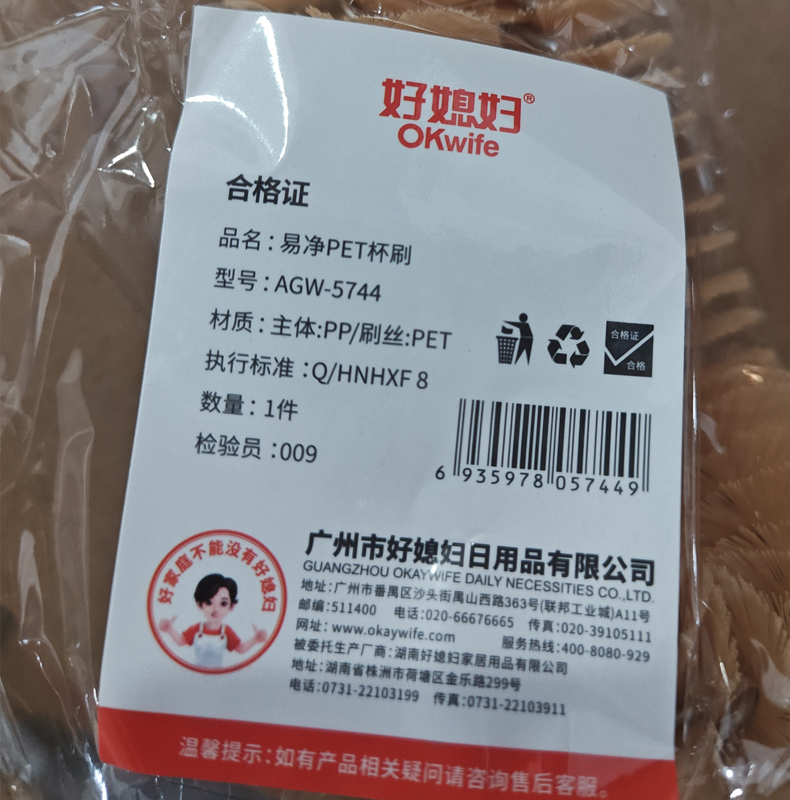 好媳妇®
OKwife
合格证
品名：易净PET杯刷
型号：AGW-5744
材质：主体:PP/刷丝:PET
执行标准：Q/HNHXF 8
数量：1件
检验员：009
合格证
合格
6 935978 057449
好家庭不能没有好媳妇
广州市好媳妇日用品有限公司
GUANGZHOU OKAYWIFE DAILY NECESSITIES CO.,LTD.
地址：广州市番禺区沙头街禺山西路363号(联邦工业城)A11号
邮编：511400 电话:020-66676665 传真:020-39105111
网址：www.okaywife.com 服务热线：400-8080-929
被委托生产厂商：湖南好媳妇家居用品有限公司
地址：湖南省株洲市荷塘区金乐路299号
电话：0731-22103199 传真:0731-22103911
温馨提示：如有产品相关疑问请咨询售后客服。